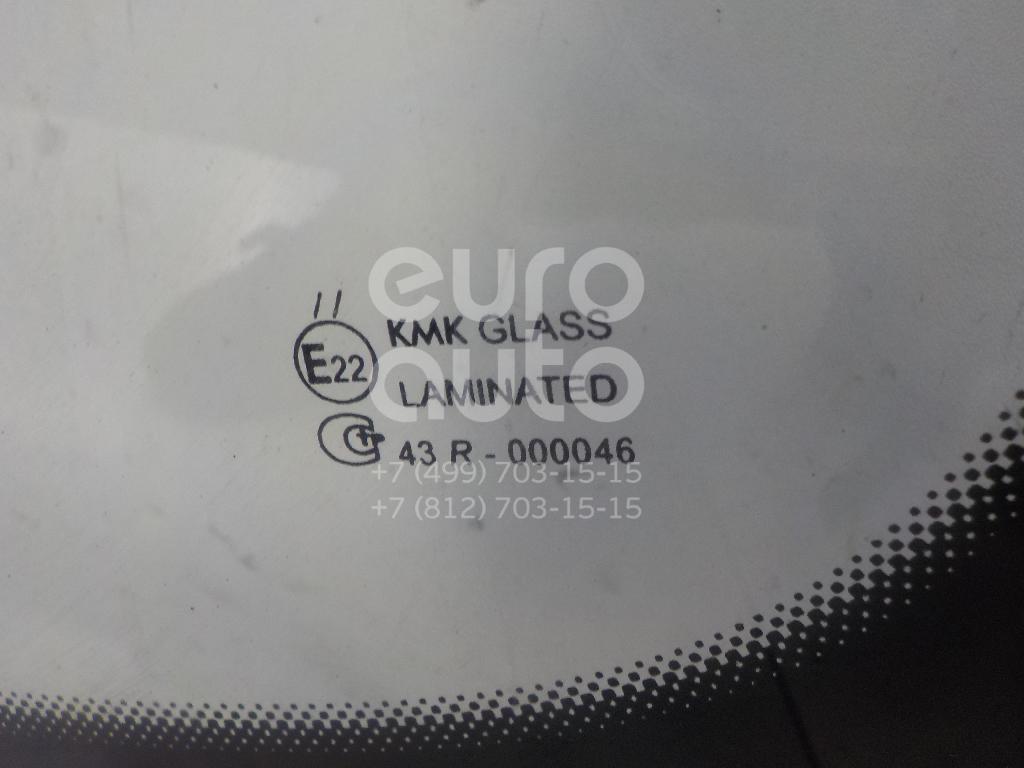 euro
auto
II
E22
KMK GLASS
LAMINATED
43 R - 000046
+7 (499) 703-15-15
+7 (812) 703-15-15